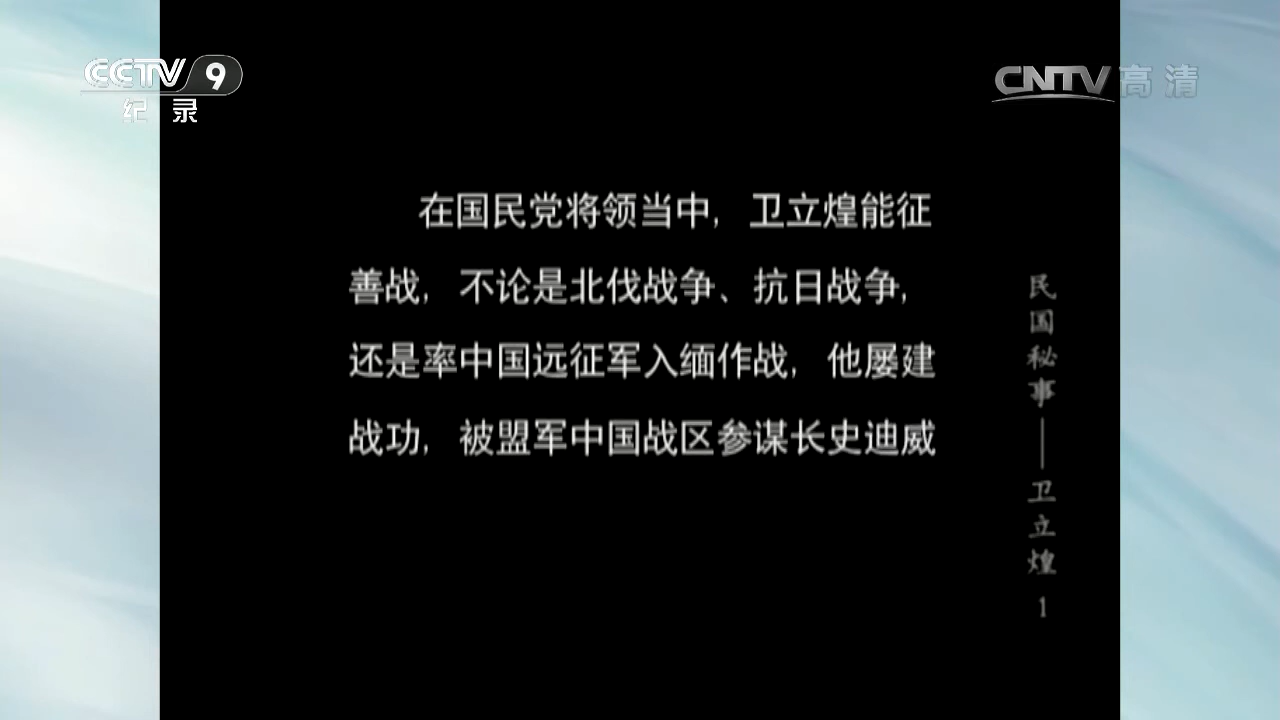 CCTV 9
纪录
CNTV 高清
在国民党将领当中，卫立煌能征
善战，不论是北伐战争、抗日战争，
还是率中国远征军入缅作战，他屡建
战功，被盟军中国战区参谋长史迪威
民国秘事——卫立煌 1